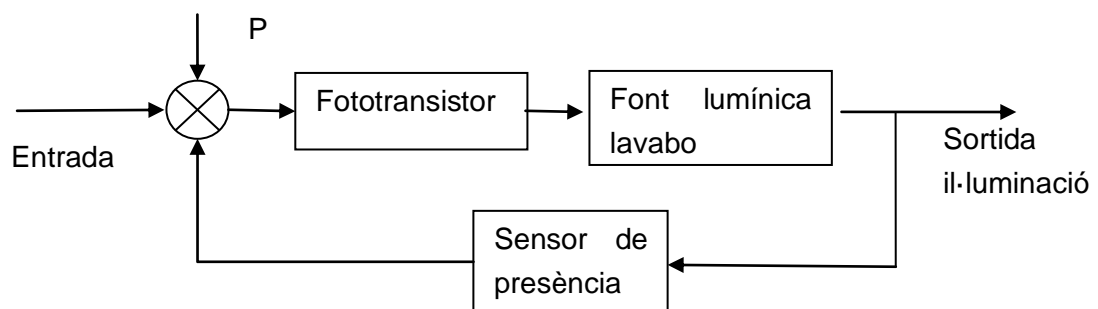 P
Entrada
Fototransistor
Font lumínica
lavabo
Sortida
il·luminació
Sensor de
presència